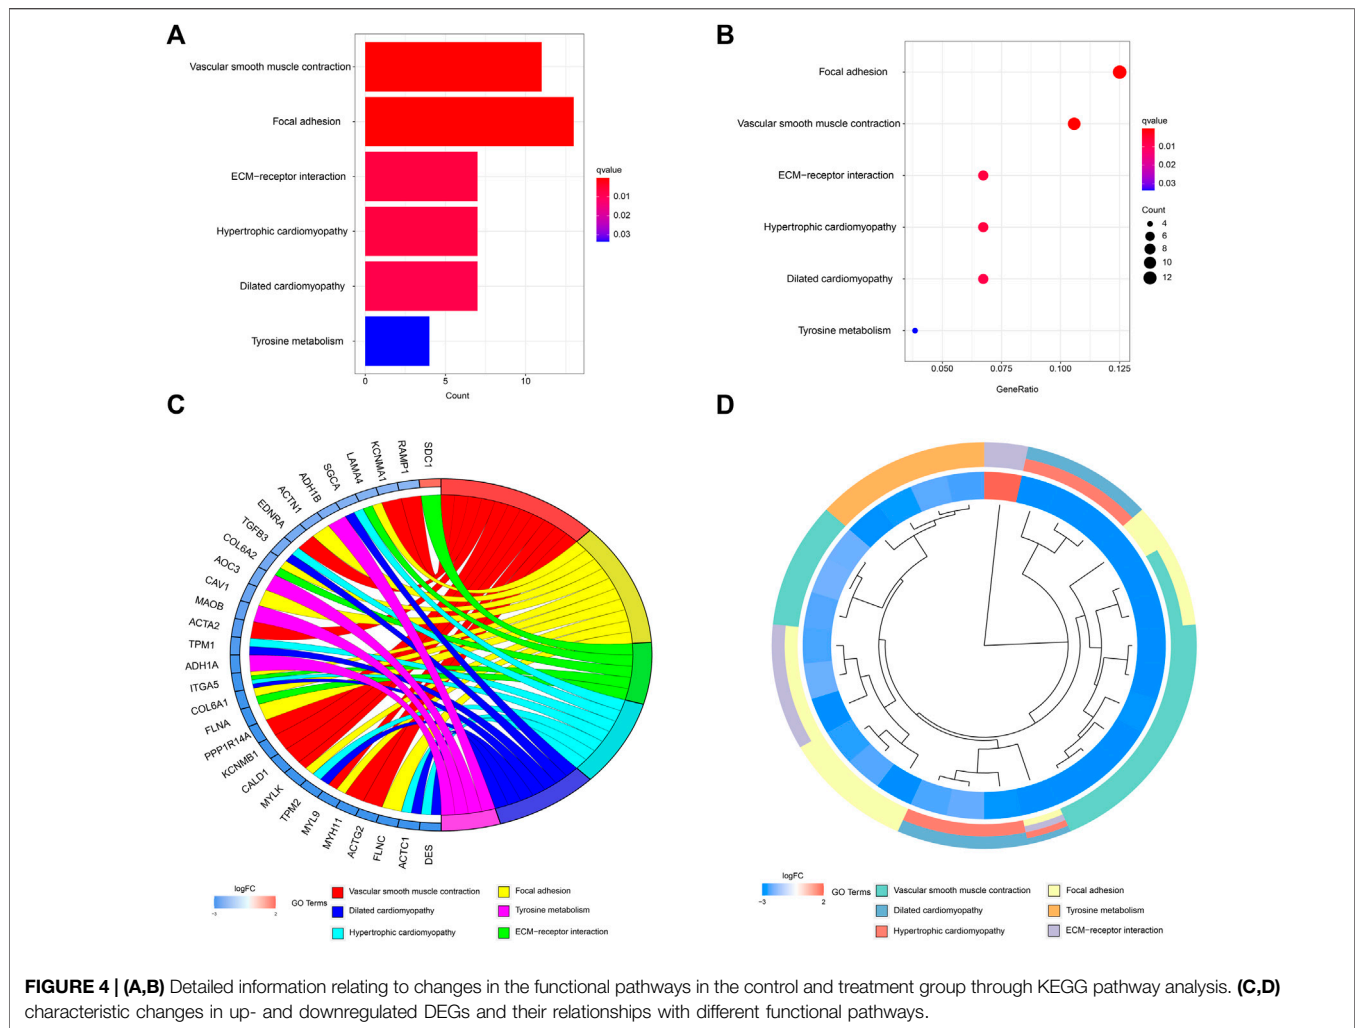 A
Vascular smooth muscle contraction
Focal adhesion
ECM−receptor interaction
Hypertrophic cardiomyopathy
Dilated cardiomyopathy
Tyrosine metabolism
0 5 10
Count
qvalue
0.01
0.02
0.03
B
Focal adhesion
Vascular smooth muscle contraction
ECM−receptor interaction
Hypertrophic cardiomyopathy
Dilated cardiomyopathy
Tyrosine metabolism
0.050 0.075 0.100 0.125
GeneRatio
qvalue
0.01
0.02
0.03
Count
4
6
8
10
12
C
SDC1
RAMP1
KCNMA1
LAMA4
SGCA
ADH1B
ACTN1
EDNRA
TGFB3
COL6A2
AOC3
CAV1
MAOB
ACTA2
TPM1
ADH1A
ITGA5
COL6A1
FLNA
PPP1R14A
KCNMB1
CALD1
MYLK
TPM2
MYL9
MYH11
ACTG2
FLNC
ACTC1
DES
logFC
2
GO Terms
Vascular smooth muscle contraction
Dilated cardiomyopathy
Hypertrophic cardiomyopathy
Focal adhesion
Tyrosine metabolism
ECM−receptor interaction
D
logFC
−3 2
GO Terms
Vascular smooth muscle contraction
Dilated cardiomyopathy
Hypertrophic cardiomyopathy
Focal adhesion
Tyrosine metabolism
ECM−receptor interaction
FIGURE 4 | (A,B) Detailed information relating to changes in the functional pathways in the control and treatment group through KEGG pathway analysis. (C,D)
characteristic changes in up- and downregulated DEGs and their relationships with different functional pathways.